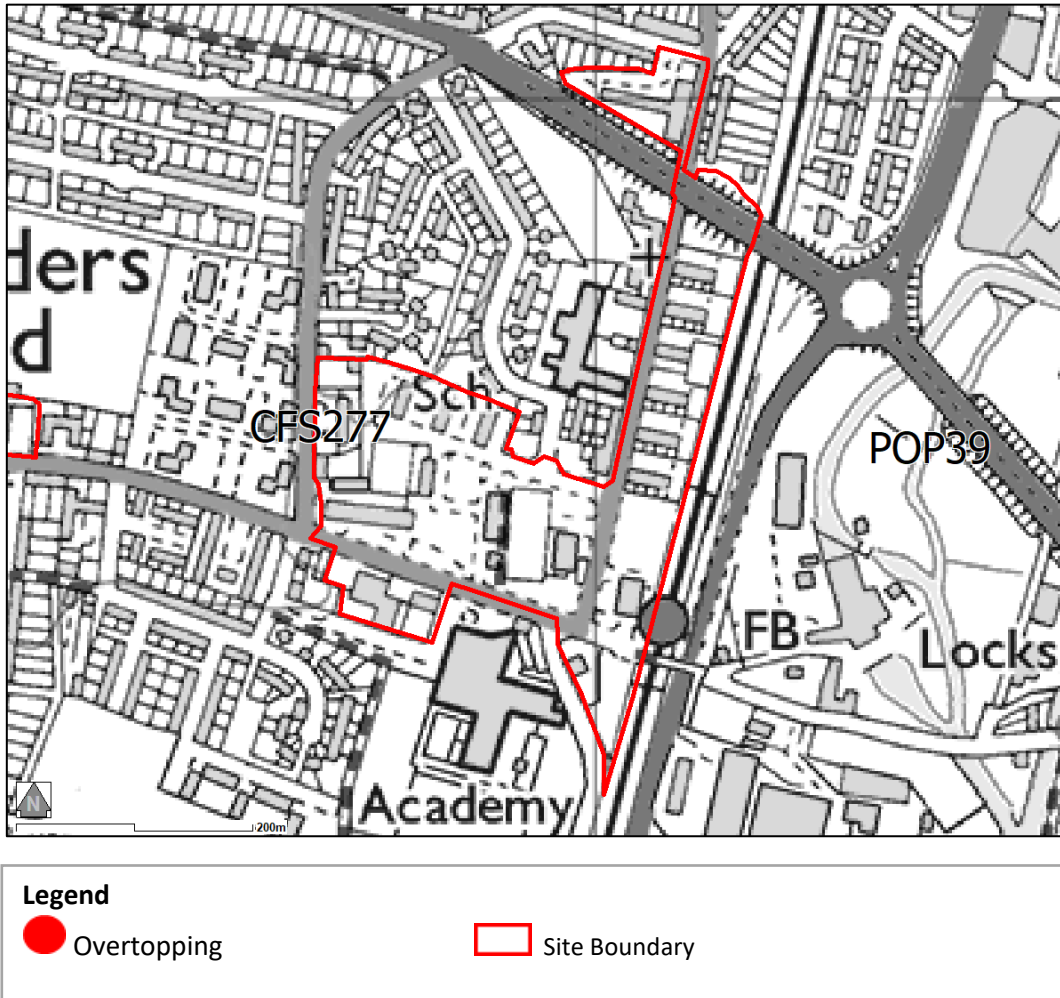 ders
d
Sch
CFS277
POP39
FB
Locks
Academy
N
200m
Legend
Overtopping
Site Boundary